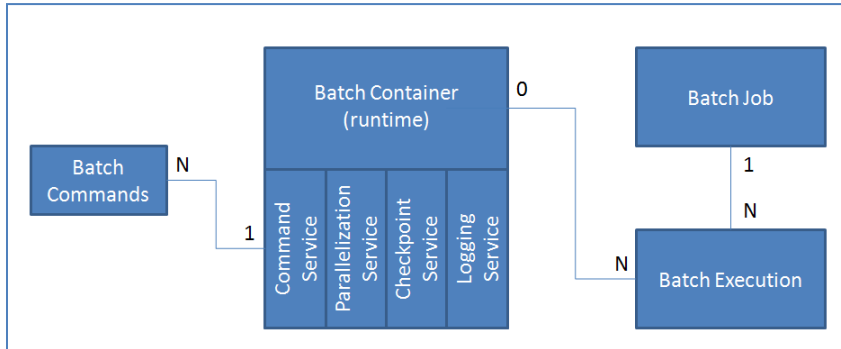 Batch
Commands
N
1
Batch Container
(runtime)
Command
Service
Parallelization
Service
Checkpoint
Service
Logging
Service
0
N
Batch Job
1
N
Batch Execution